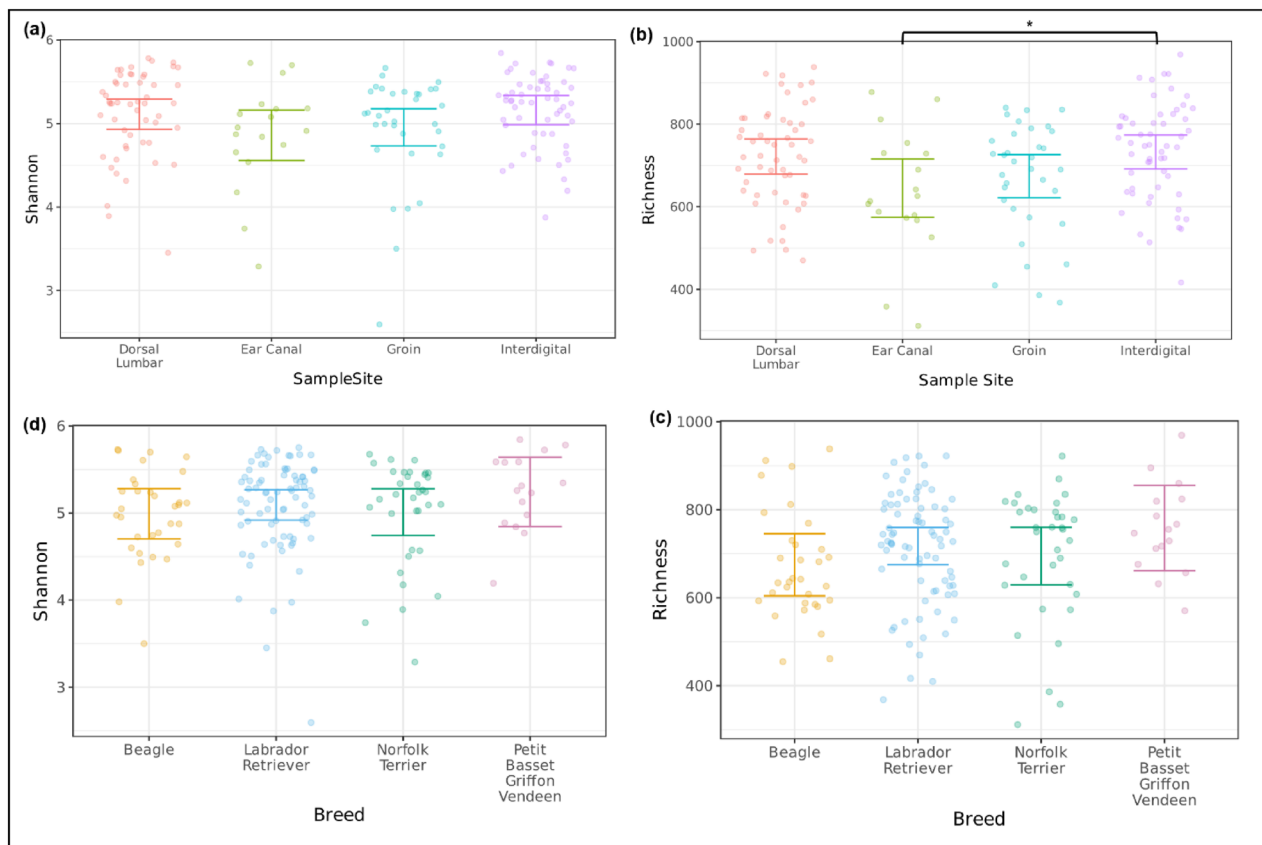 (a)
6
5
4
3
Shannon
Dorsal
Lumbar
Ear Canal
Groin
Interdigital
SampleSite
(b)
*
1000
800
600
400
Richness
Dorsal
Lumbar
Ear Canal
Groin
Interdigital
Sample Site
(d)
6
5
4
3
Shannon
Beagle
Labrador
Retriever
Norfolk
Terrier
Petit
Basset
Griffon
Vendeen
Breed
(c)
1000
800
600
400
Richness
Beagle
Labrador
Retriever
Norfolk
Terrier
Petit
Basset
Griffon
Vendeen
Breed